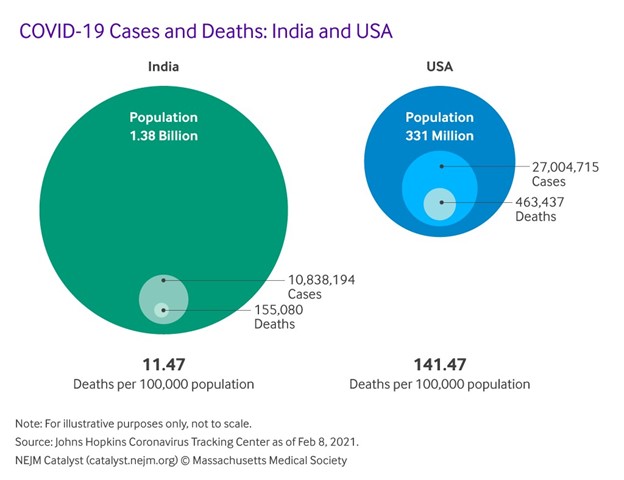 COVID-19 Cases and Deaths: India and USA
India
Population
1.38 Billion
10,838,194
Cases
155,080
Deaths
11.47
Deaths per 100,000 population
USA
Population
331 Million
27,004,715
Cases
463,437
Deaths
141.47
Deaths per 100,000 population
Note: For illustrative purposes only, not to scale.
Source: Johns Hopkins Coronavirus Tracking Center as of Feb 8, 2021.
NEJM Catalyst (catalyst.nejm.org) © Massachusetts Medical Society